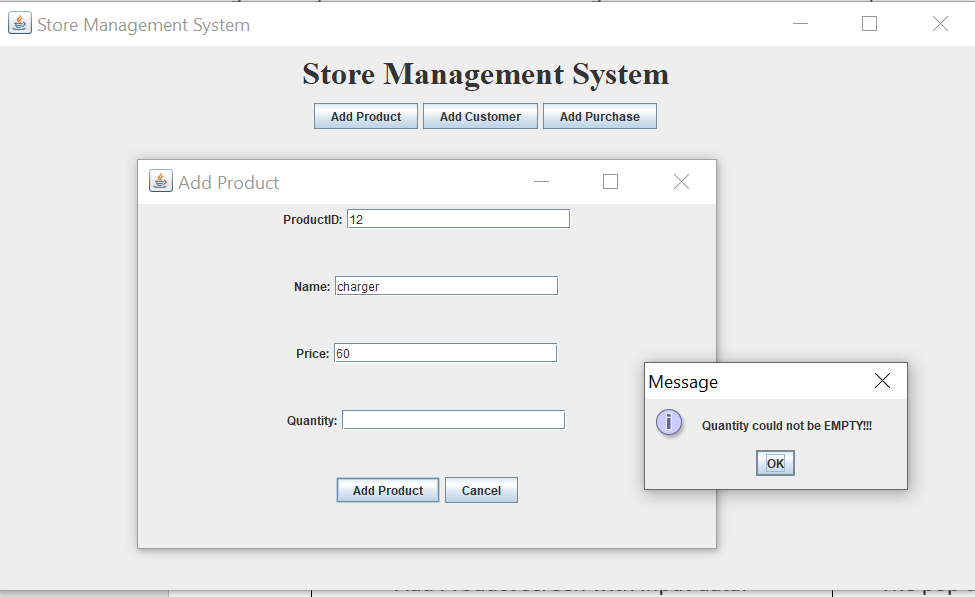 Store Management System
Store Management System
Add Product Add Customer Add Purchase
Add Product
ProductID: 12
Name: charger
Price: 60
Quantity:
Add Product Cancel
Message
Quantity could not be EMPTY!!!
OK